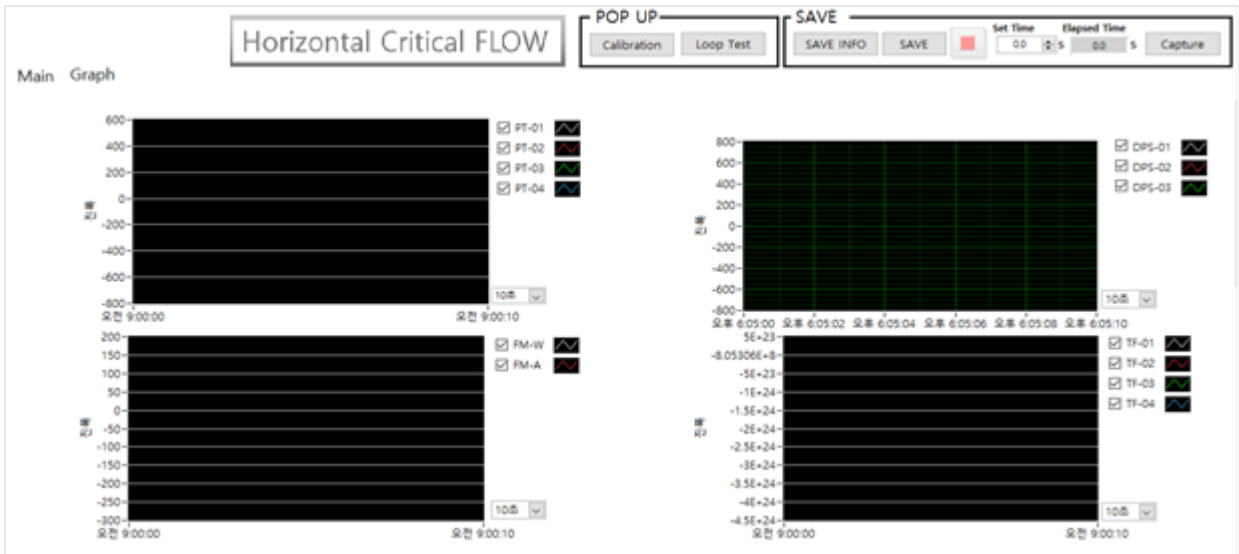 POP UP
SAVE
Horizontal Critical FLOW
Calibration
Loop Test
SAVE INFO
SAVE
Set Time
0.0
S
Elapsed Time
0.0
S
Capture
Main
Graph
600
400
200
0
-200
-400
-600
-800
진폭
오전 9:00:00
오전 9:00:10
PT-01
PT-02
PT-03
PT-04
10초
800
600
400
200
0
-200
-400
-600
-800
진폭
오후 6:05:00
오후 6:05:02
오후 6:05:04
오후 6:05:06
오후 6:05:08
오후 6:05:10
DPS-01
DPS-02
DPS-03
10초
200
150
100
50
0
-50
-100
-150
-200
-250
-300
진폭
오전 9:00:00
오전 9:00:10
FM-W
FM-A
10초
5E+23
-8.05306E+8
-5E+23
-1E+24
-1.5E+24
-2E+24
-2.5E+24
-3E+24
-3.5E+24
-4E+24
-4.5E+24
진폭
오전 9:00:00
오전 9:00:10
TF-01
TF-02
TF-03
TF-04
10초